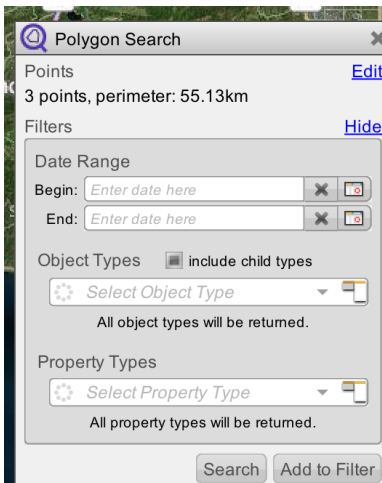 Polygon Search
Points Edit
3 points, perimeter: 55.13km
Filters Hide
Date Range
Begin: Enter date here
End: Enter date here
Object Types include child types
Select Object Type
All object types will be returned.
Property Types
Select Property Type
All property types will be returned.
Search Add to Filter